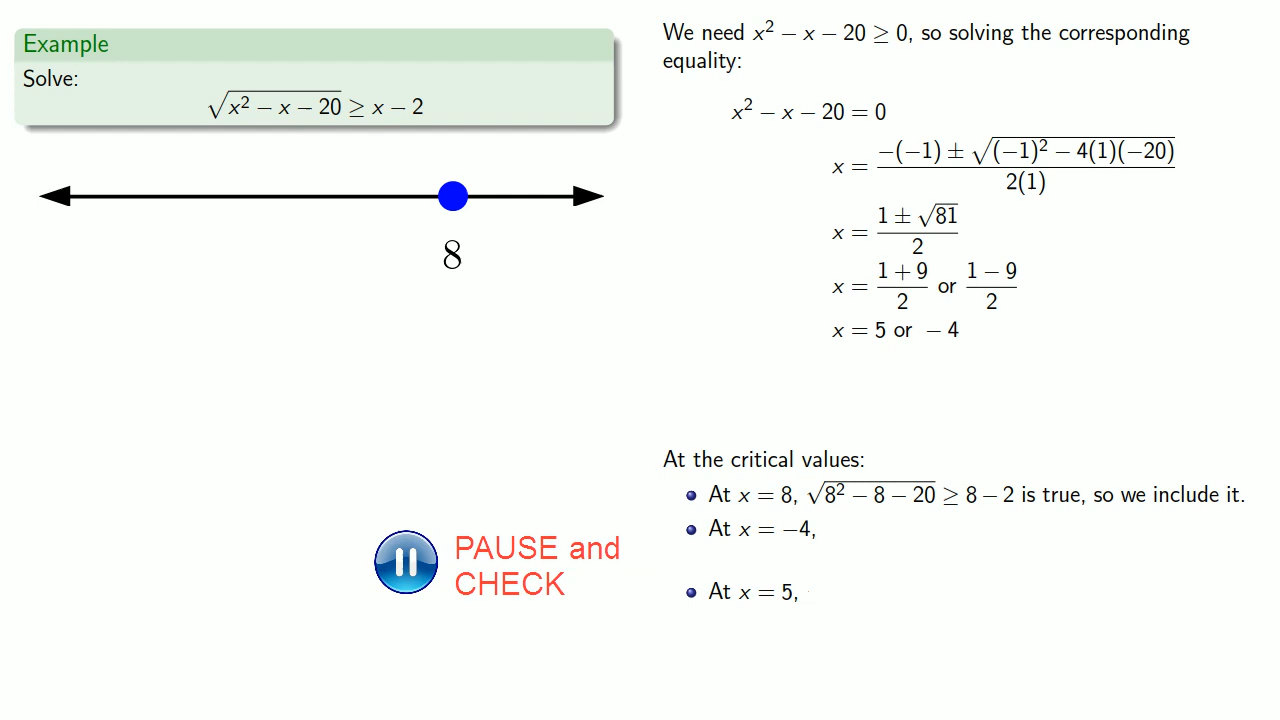 Example
Solve:
√(x² − x − 20) ≥ x − 2
8
We need x² − x − 20 ≥ 0, so solving the corresponding
equality:
x² − x − 20 = 0
x = (−(−1) ± √((−1)² − 4(1)(−20))) / 2(1)
x = (1 ± √81) / 2
x = (1 + 9) / 2 or (1 − 9) / 2
x = 5 or − 4
At the critical values:
• At x = 8, √(8² − 8 − 20) ≥ 8 − 2 is true, so we include it.
• At x = −4,
• At x = 5,
PAUSE and
CHECK